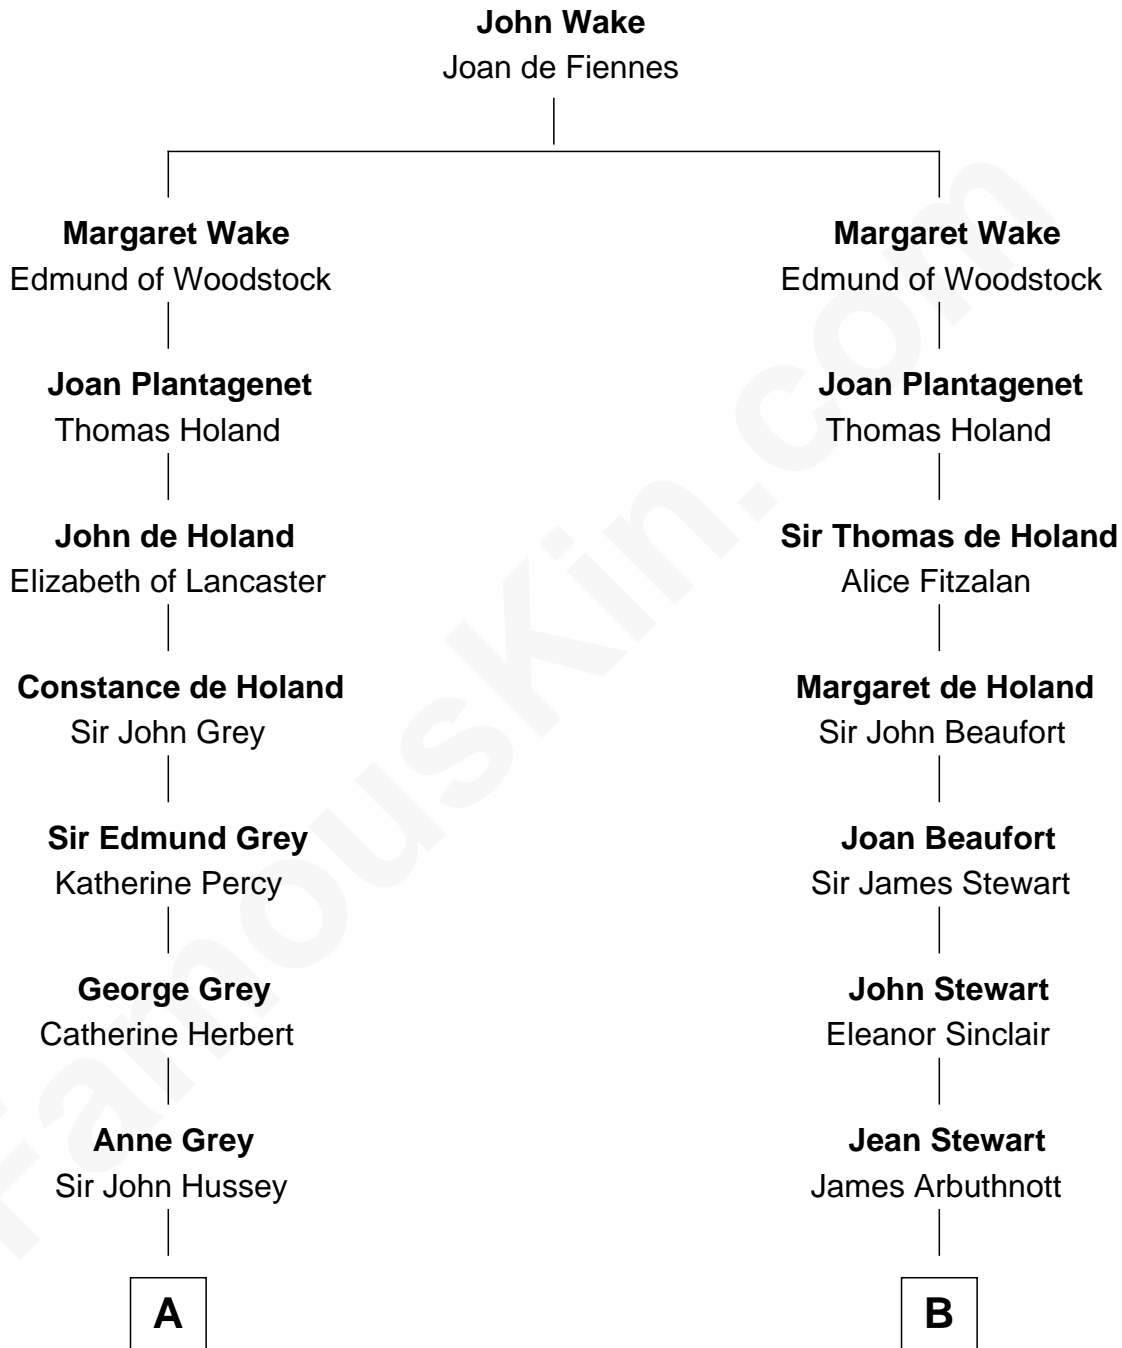 John Wake
Joan de Fiennes
Margaret Wake
Edmund of Woodstock
Margaret Wake
Edmund of Woodstock
Joan Plantagenet
Thomas Holand
Joan Plantagenet
Thomas Holand
John de Holand
Elizabeth of Lancaster
Sir Thomas de Holand
Alice Fitzalan
Constance de Holand
Sir John Grey
Margaret de Holand
Sir John Beaufort
Sir Edmund Grey
Katherine Percy
Joan Beaufort
Sir James Stewart
George Grey
Catherine Herbert
John Stewart
Eleanor Sinclair
Anne Grey
Sir John Hussey
Jean Stewart
James Arbuthnott
A
B
FamousKin.com